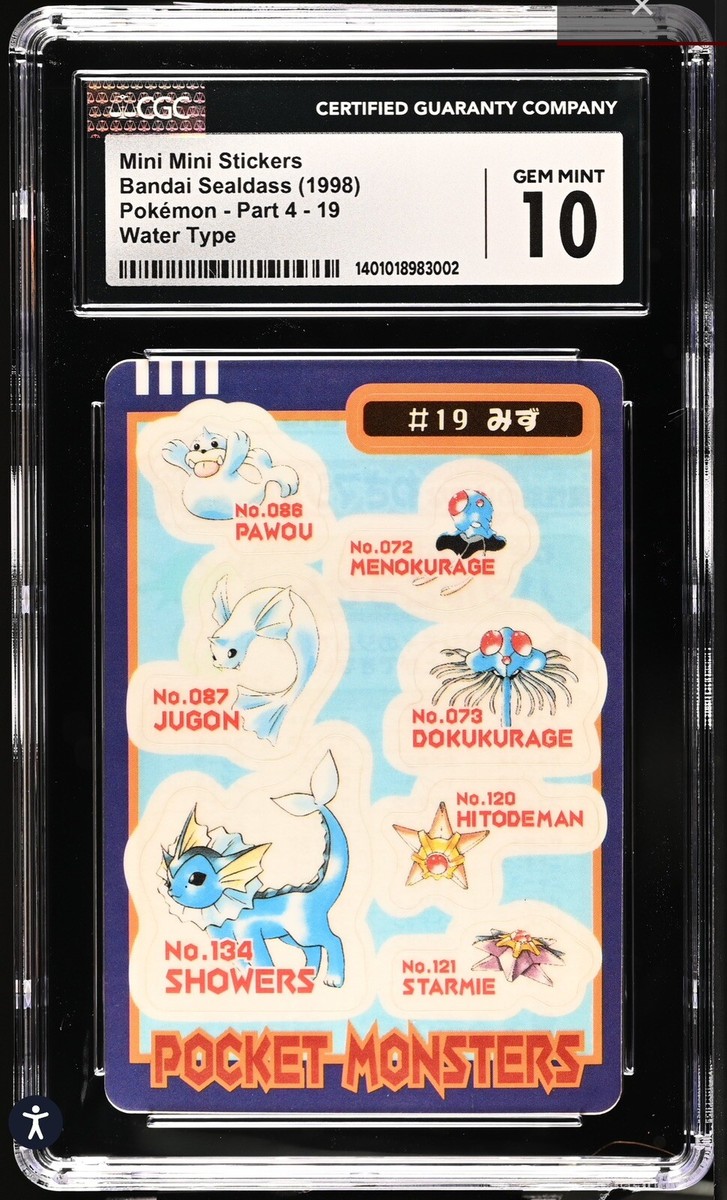 CGC
CERTIFIED GUARANTY COMPANY
Mini Mini Stickers
Bandai Sealdass (1998)
Pokémon - Part 4 - 19
Water Type
GEM MINT
10
1401018983002
#19 みず
No.086
PAWOU
No.072
MENOKURAGE
No.087
JUGON
No.073
DOKUKURAGE
No.120
HITODEMAN
No.134
SHOWERS
No.121
STARMIE
POCKET MONSTERS